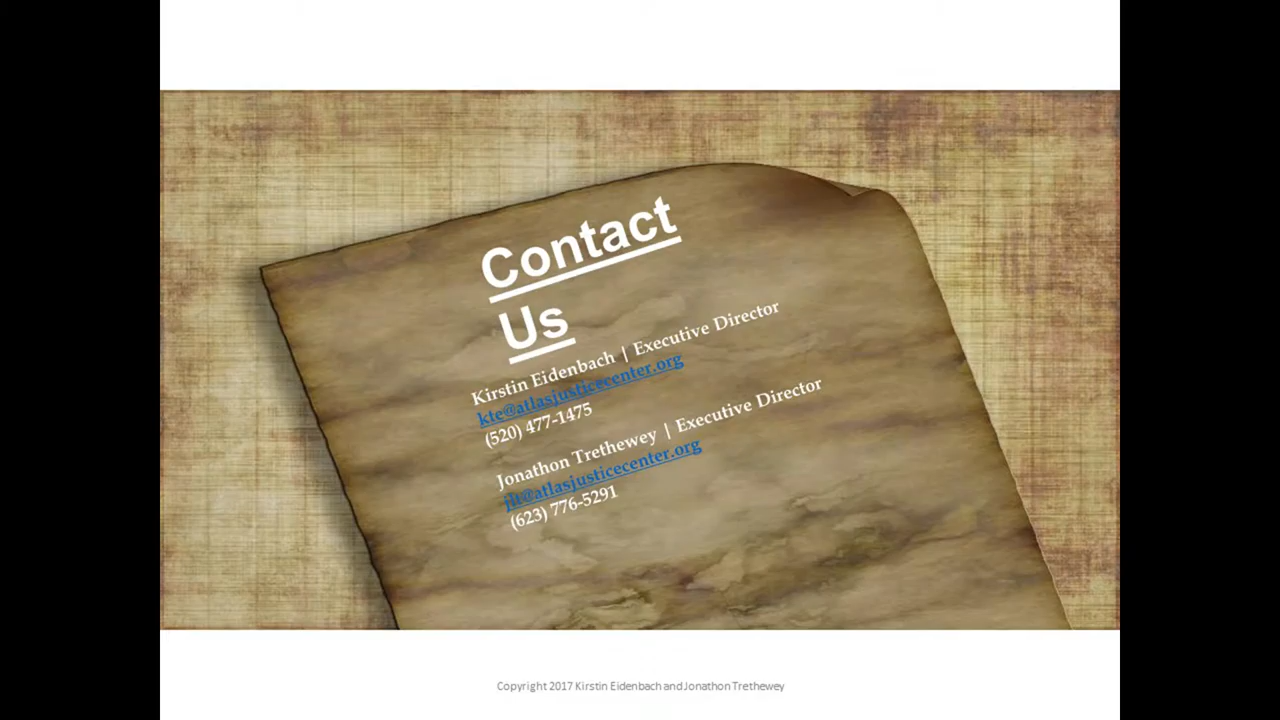 Contact
Us
Kirstin Eidenbach | Executive Director
kte@atlasjusticecenter.org
(520) 477-1475
Jonathon Trethewey | Executive Director
jlt@atlasjusticecenter.org
(623) 776-5291
Copyright 2017 Kirstin Eidenbach and Jonathon Trethewey